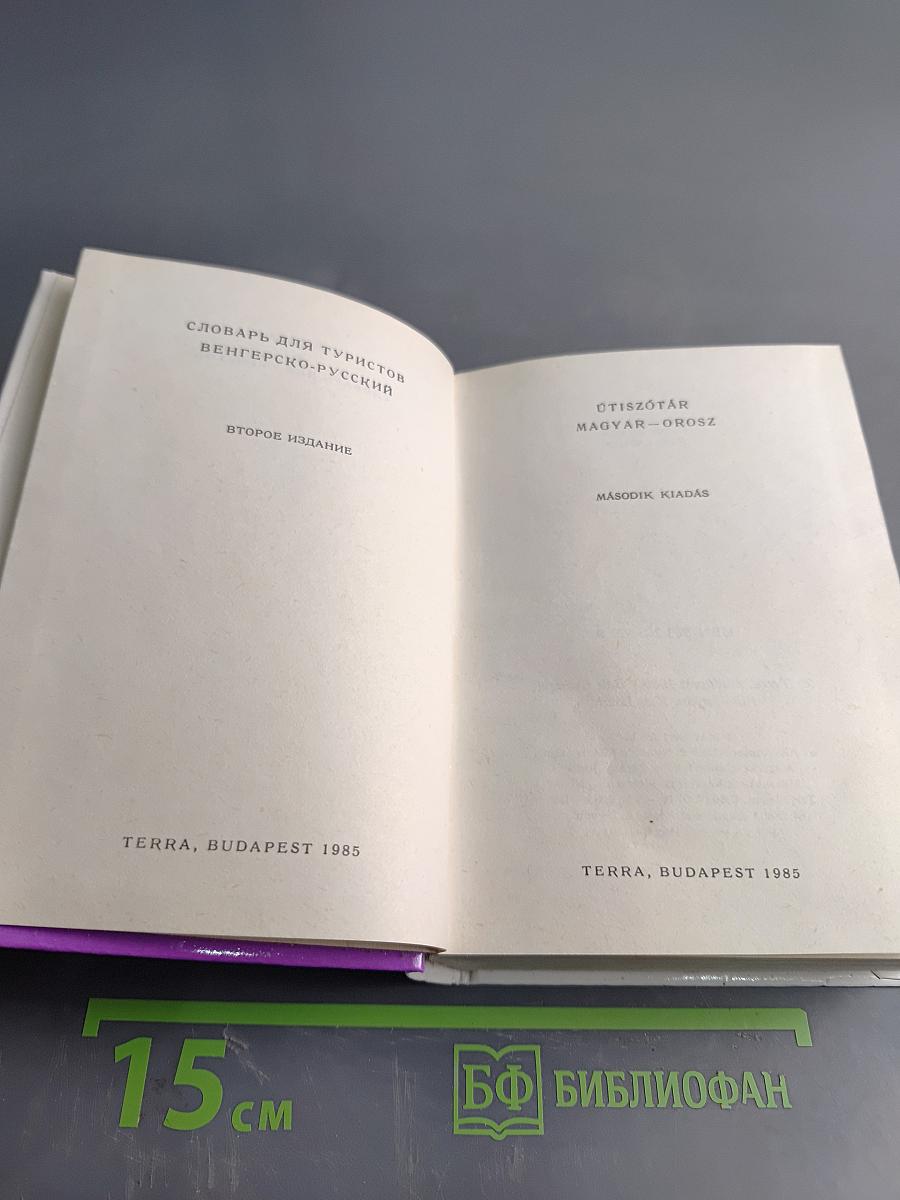 СЛОВАРЬ ДЛЯ ТУРИСТОВ
ВЕНГЕРСКО-РУССКИЙ
ВТОРОЕ ИЗДАНИЕ
TERRA, BUDAPEST 1985
ÚTISZÓTÁR
MAGYAR—OROSZ
MÁSODIK KIADÁS
TERRA, BUDAPEST 1985
15 см
БФ БИБЛИОФАН